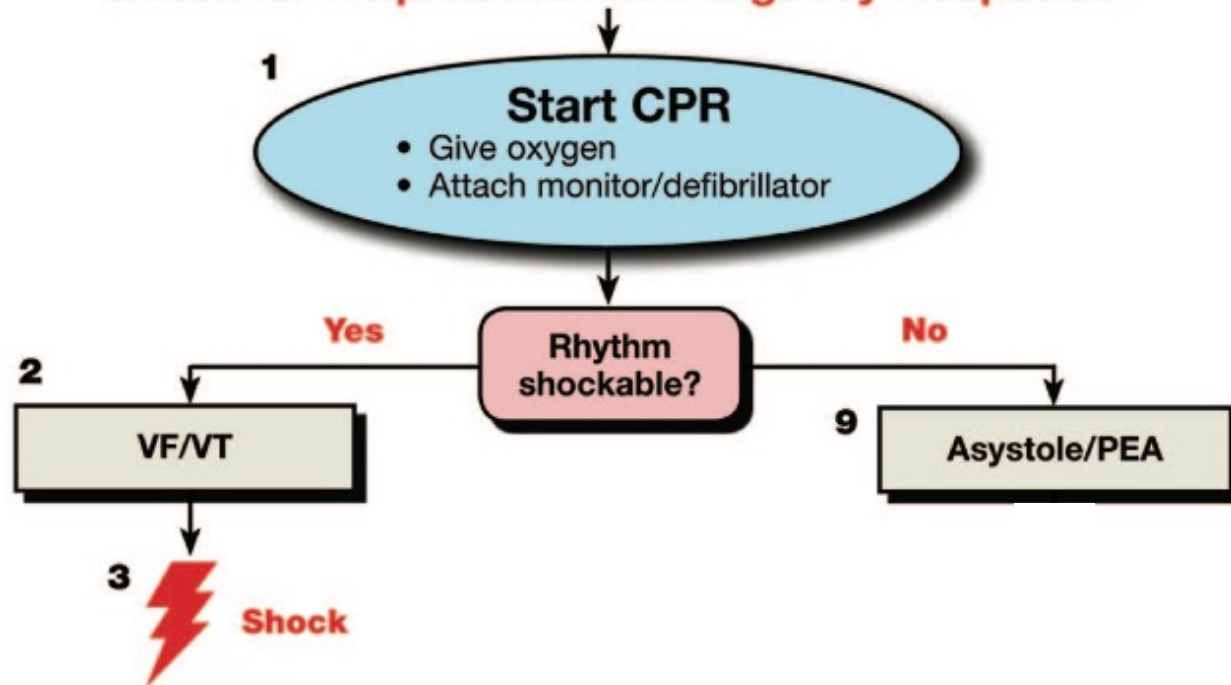 1
Start CPR
• Give oxygen
• Attach monitor/defibrillator
Yes
Rhythm
shockable?
No
2
VF/VT
9
Asystole/PEA
3
Shock